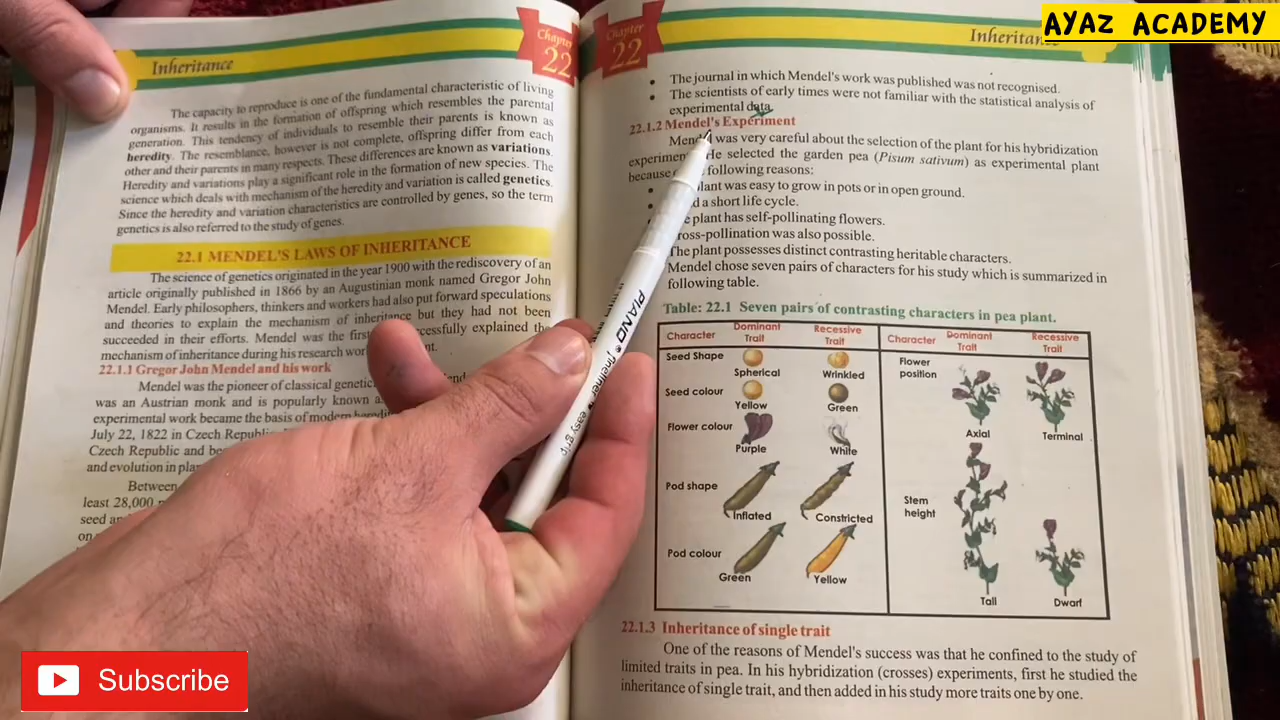 AYAZ ACADEMY
Chapter
22
Inheritance
The capacity to reproduce is one of the fundamental characteristic of living
organisms. It results in the formation of offspring which resembles the parental
generation. This tendency of individuals to resemble their parents is known as
heredity. The resemblance, however is not complete, offspring differ from each
other and their parents in many respects. These differences are known as variations.
Heredity and variations play a significant role in the formation of new species. The
science which deals with mechanism of the heredity and variation is called genetics.
Since the heredity and variation characteristics are controlled by genes, so the term
genetics is also referred to the study of genes.
22.1 MENDEL'S LAWS OF INHERITANCE
The science of genetics originated in the year 1900 with the rediscovery of an
article originally published in 1866 by an Augustinian monk named Gregor John
Mendel. Early philosophers, thinkers and workers had also put forward speculations
and theories to explain the mechanism of inheritance but they had not been
succeeded in their efforts. Mendel was the first
mechanism of inheritance during his research
22.1.1 Gregor John Mendel and his work
Mendel was the pioneer of classical
was an Austrian monk and is popularly known
experimental work became the basis of modern
July 22, 1822 in Czech
Czech Republic and
and evolution in
Between
least 28,000
seed
on
Chapter
22
• The journal in which Mendel's work was published was not recognised.
• The scientists of early times were not familiar with the statistical analysis of
experimental data.
22.1.2 Mendel's Experiment
was very careful about the selection of the plant for his hybridization
He selected the garden pea (Pisum sativum) as experimental plant
because following reasons:
• plant was easy to grow in pots or in open ground.
• a short life cycle.
• plant has self-pollinating flowers.
pollination was also possible.
The plant possesses distinct contrasting heritable characters.
Mendel chose seven pairs of characters for his study which is summarized in
following table.
Table: 22.1 Seven pairs of contrasting characters in pea plant.
Character Dominant Trait Recessive Trait Character Dominant Trait Recessive Trait
Seed Shape Spherical Wrinkled
Seed colour Yellow Green
Flower colour Purple White
Pod shape Inflated Constricted
Pod colour Green Yellow
Flower position Axial Terminal
Stem height Tall Dwarf
22.1.3 Inheritance of single trait
One of the reasons of Mendel's success was that he confined to the study of
limited traits in pea. In his hybridization (crosses) experiments, first he studied the
inheritance of single trait, and then added in his study more traits one by one.
PIANO fineliner easy grip
Subscribe